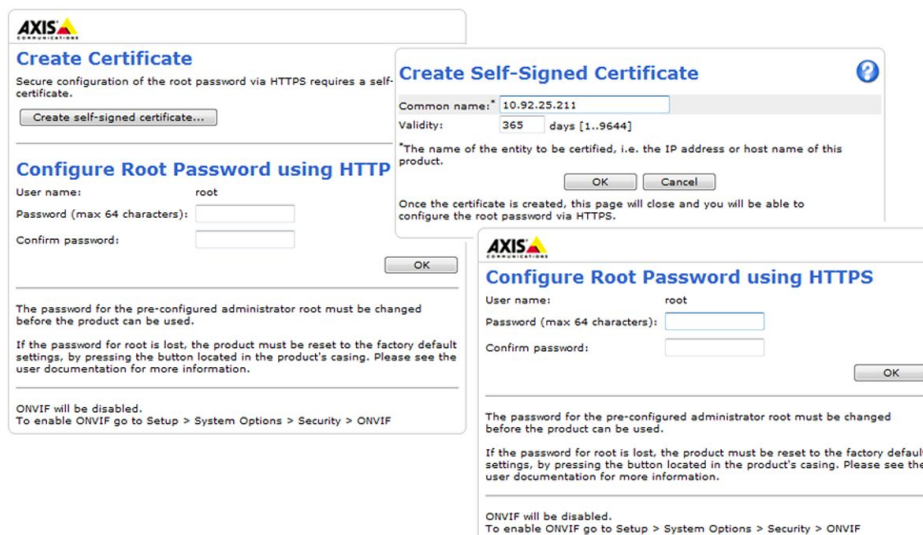 AXIS
COMMUNICATIONS
Create Certificate
Secure configuration of the root password via HTTPS requires a self-
certificate.
Create self-signed certificate...
Configure Root Password using HTTP
User name: root
Password (max 64 characters):
Confirm password:
OK
The password for the pre-configured administrator root must be changed
before the product can be used.
If the password for root is lost, the product must be reset to the factory default
settings, by pressing the button located in the product's casing. Please see the
user documentation for more information.
ONVIF will be disabled.
To enable ONVIF go to Setup > System Options > Security > ONVIF
Create Self-Signed Certificate
?
Common name:* 10.92.25.211
Validity: 365 days [1..9644]
*The name of the entity to be certified, i.e. the IP address or host name of this
product.
OK Cancel
Once the certificate is created, this page will close and you will be able to
configure the root password via HTTPS.
AXIS
COMMUNICATIONS
Configure Root Password using HTTPS
User name: root
Password (max 64 characters):
Confirm password:
OK
The password for the pre-configured administrator root must be changed
before the product can be used.
If the password for root is lost, the product must be reset to the factory default
settings, by pressing the button located in the product's casing. Please see the
user documentation for more information.
ONVIF will be disabled.
To enable ONVIF go to Setup > System Options > Security > ONVIF